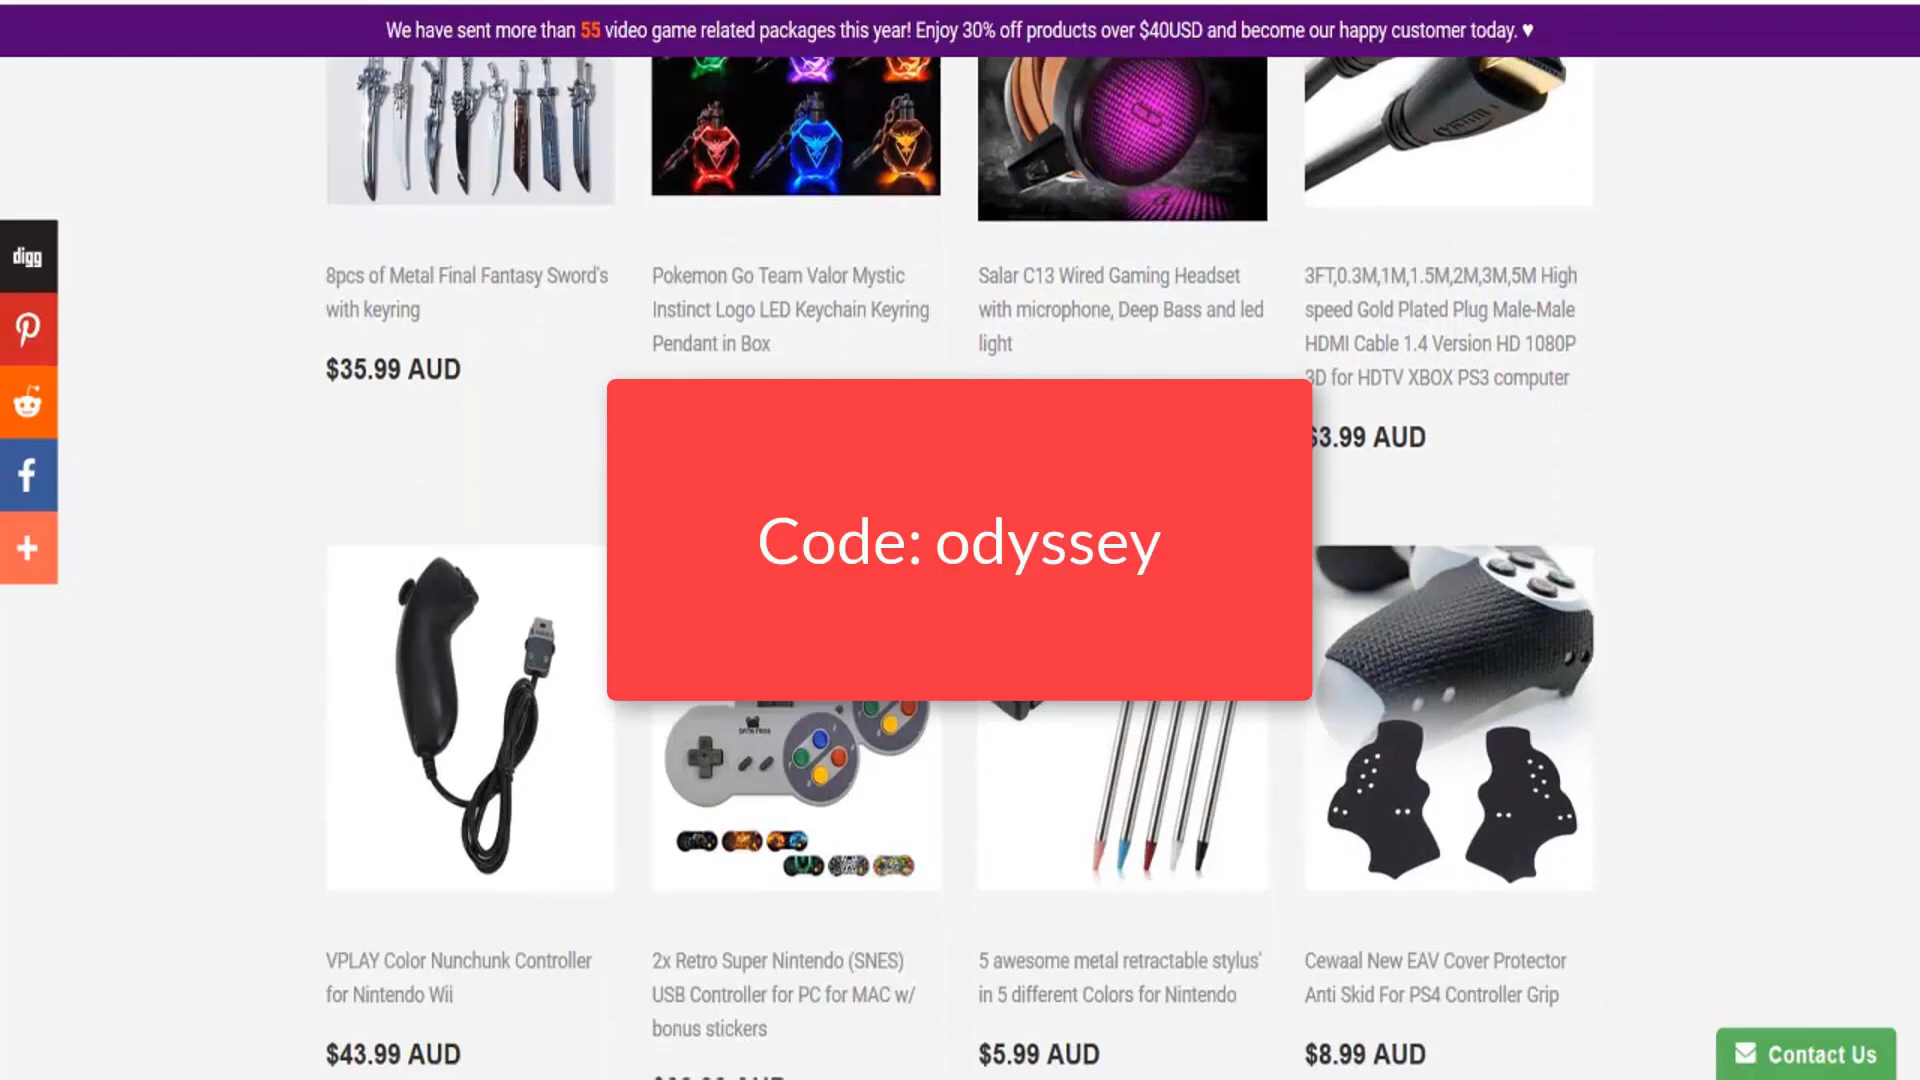 We have sent more than 55 video game related packages this year! Enjoy 30% off products over $40USD and become our happy customer today. ♥
digg
8pcs of Metal Final Fantasy Sword's
with keyring
$35.99 AUD
Pokemon Go Team Valor Mystic
Instinct Logo LED Keychain Keyring
Pendant in Box
Salar C13 Wired Gaming Headset
with microphone, Deep Bass and led
light
3FT,0.3M,1M,1.5M,2M,3M,5M High
speed Gold Plated Plug Male-Male
HDMI Cable 1.4 Version HD 1080P
3D for HDTV XBOX PS3 computer
$3.99 AUD
Code: odyssey
VPLAY Color Nunchunk Controller
for Nintendo Wii
$43.99 AUD
2x Retro Super Nintendo (SNES)
USB Controller for PC for MAC w/
bonus stickers
5 awesome metal retractable stylus'
in 5 different Colors for Nintendo
$5.99 AUD
Cewaal New EAV Cover Protector
Anti Skid For PS4 Controller Grip
$8.99 AUD
Contact Us